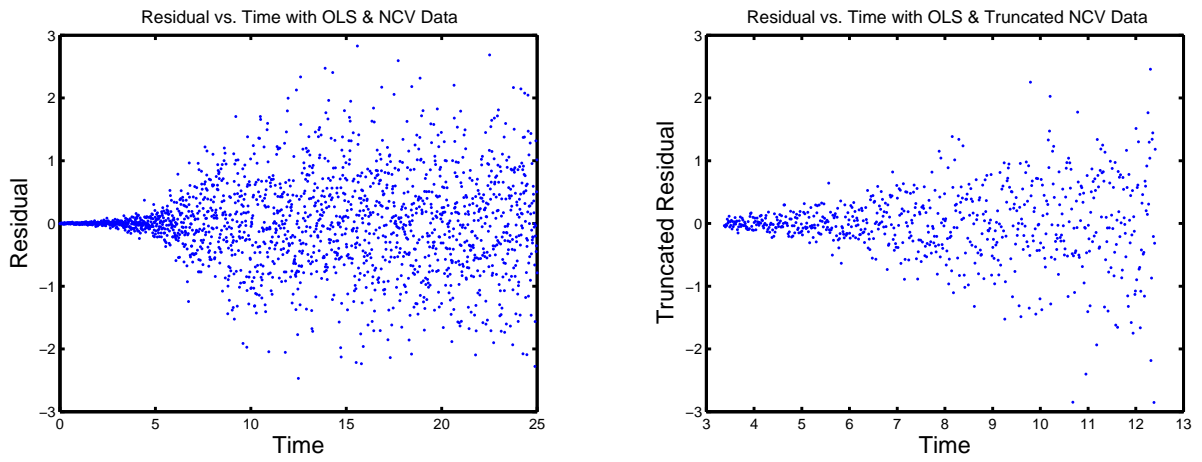 Residual vs. Time with OLS & NCV Data
3
2
1
0
−1
−2
−3
Residual
0 5 10 15 20 25
Time
Residual vs. Time with OLS & Truncated NCV Data
3
2
1
0
−1
−2
−3
Truncated Residual
3 4 5 6 7 8 9 10 11 12 13
Time